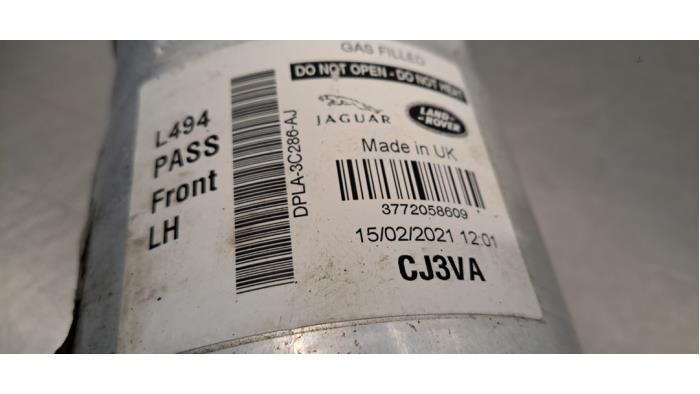 GAS FILLED
DO NOT OPEN - DO NOT HEAT
JAGUAR
LAND-
-ROVER
Made in UK
3772058609
15/02/2021 12:01
CJ3VA
L494
PASS
Front
LH
DPLA-3C286-AJ